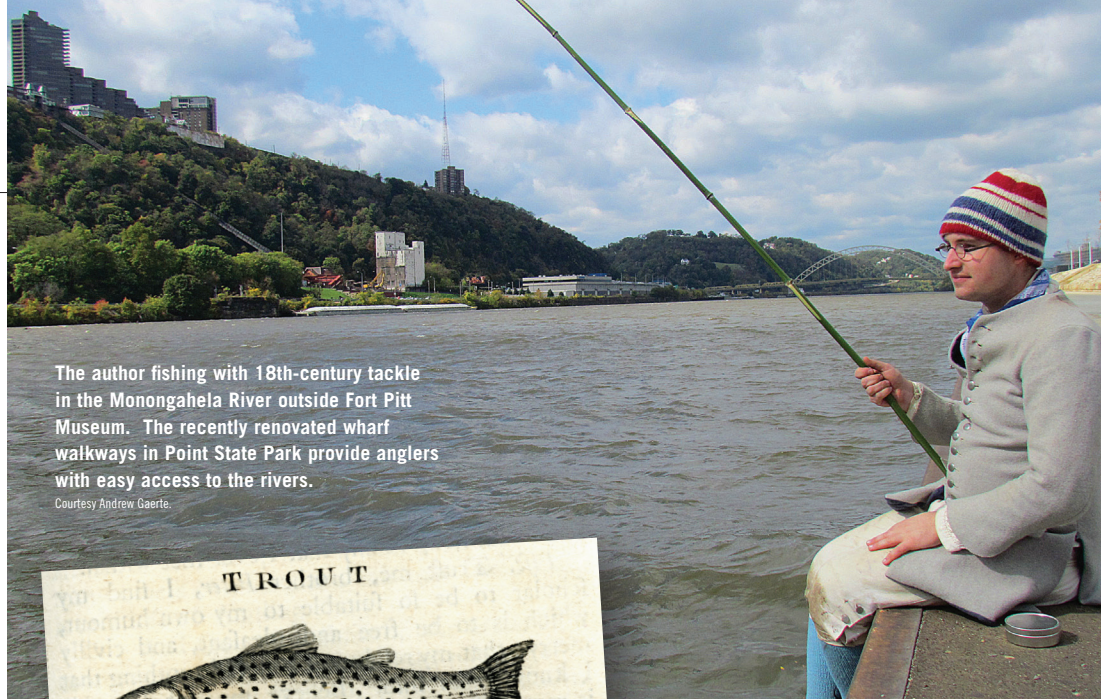 The author fishing with 18th-century tackle
in the Monongahela River outside Fort Pitt
Museum. The recently renovated wharf
walkways in Point State Park provide anglers
with easy access to the rivers.
Courtesy Andrew Gaerte.
TROUT